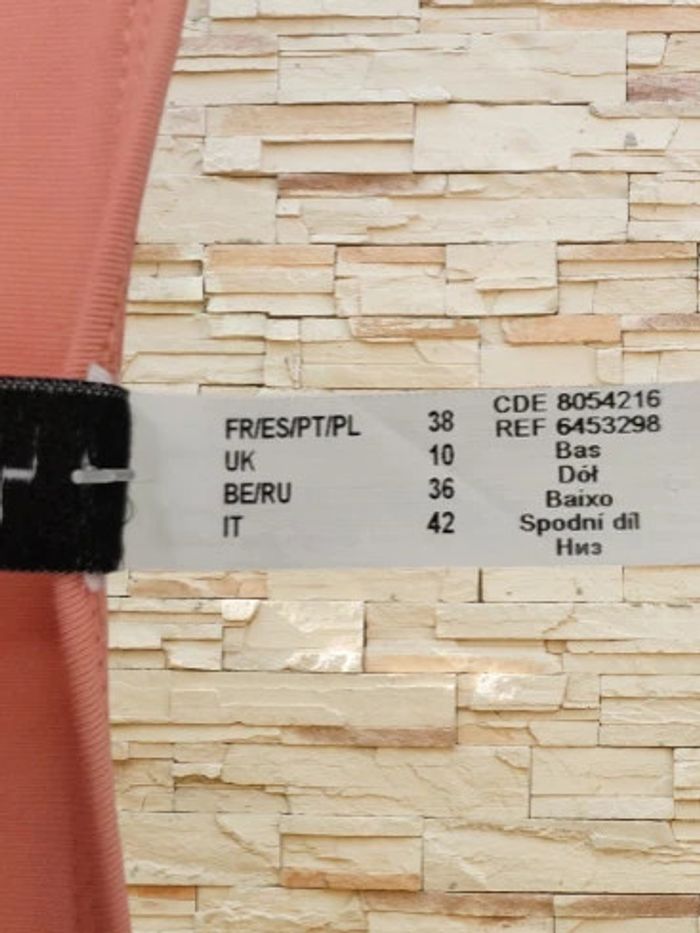 FR/ES/PT/PL 38
UK 10
BE/RU 36
IT 42
CDE 8054216
REF 6453298
Bas
Dół
Baixo
Spodní díl
Низ